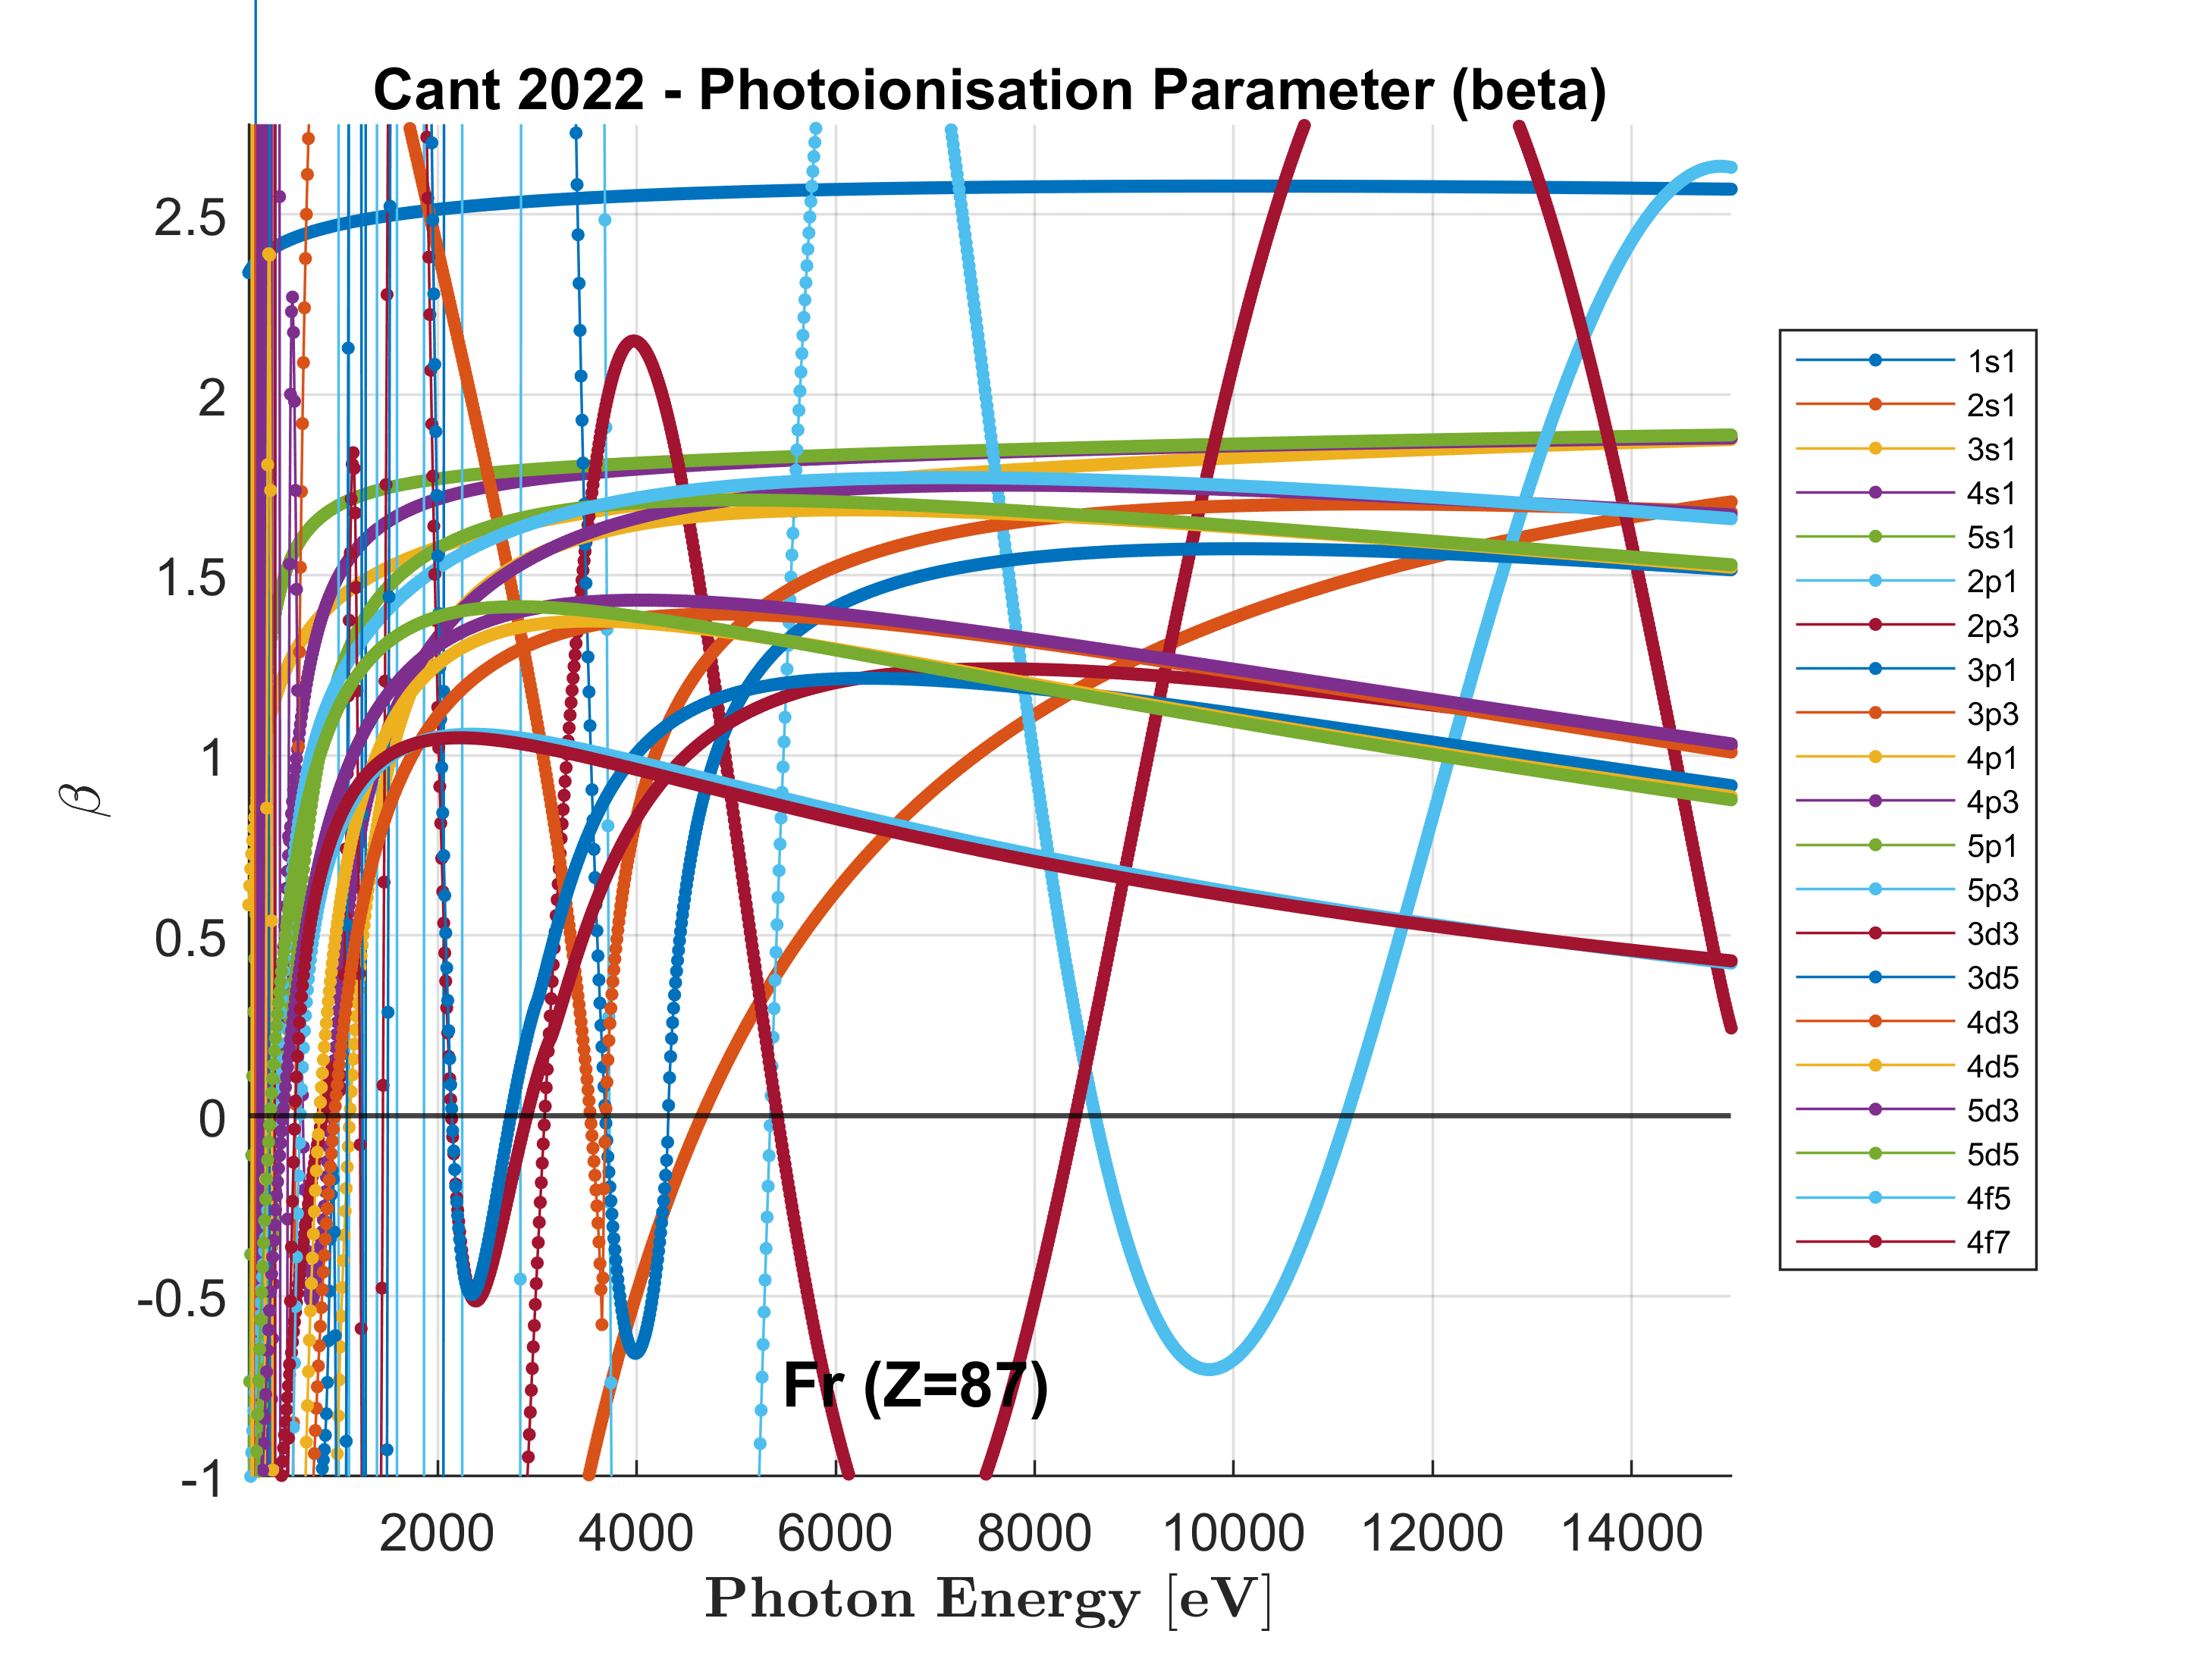 Cant 2022 - Photoionisation Parameter (beta)
2.5
2
1.5
1
0.5
0
-0.5
-1
β
2000 4000 6000 8000 10000 12000 14000
Photon Energy [eV]
Fr (Z=87)
1s1
2s1
3s1
4s1
5s1
2p1
2p3
3p1
3p3
4p1
4p3
5p1
5p3
3d3
3d5
4d3
4d5
5d3
5d5
4f5
4f7